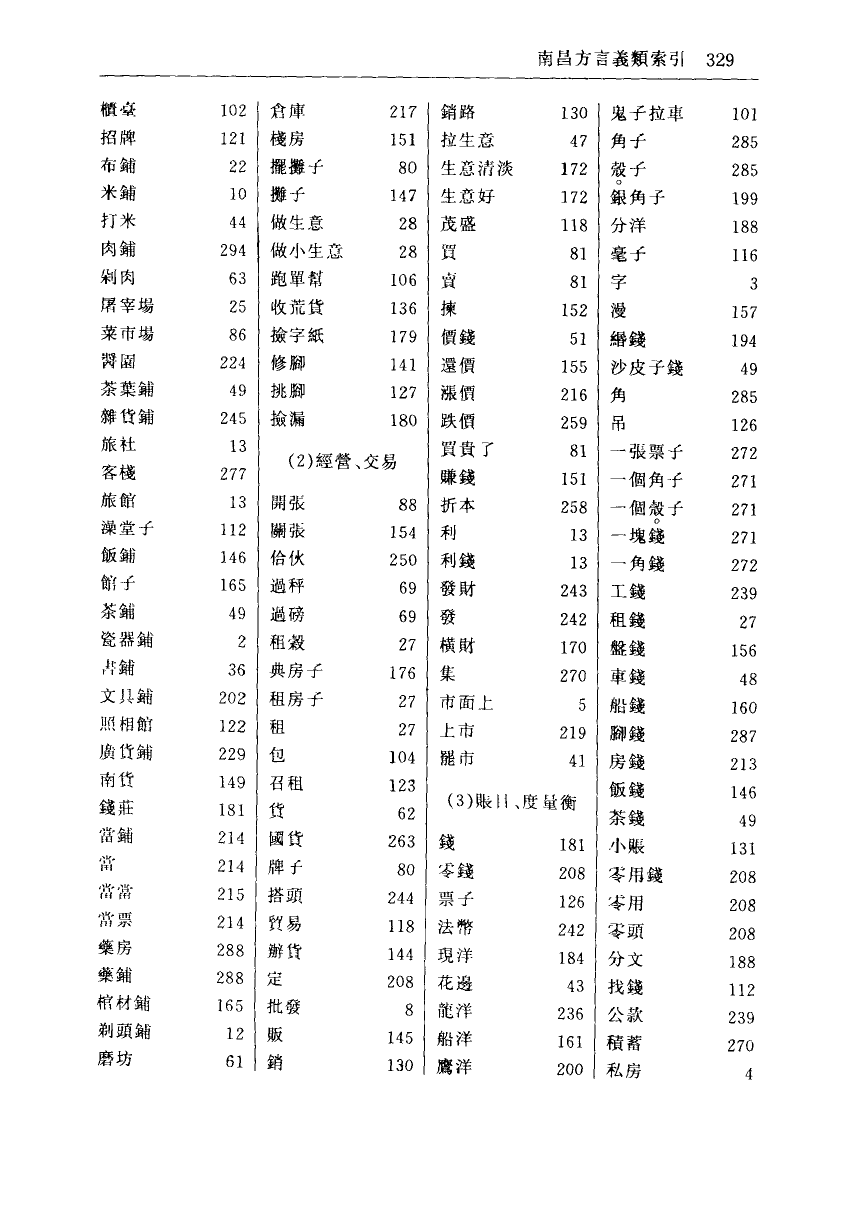 南昌方言義類索引 329
櫃臺 102
招牌 121
布鋪 22
米鋪 10
打米 44
肉鋪 294
剁肉 63
屠宰場 25
菜市場 86
醬園 224
茶葉鋪 49
雜貨鋪 245
旅社 13
客棧 277
旅館 13
澡堂子 112
飯鋪 146
館子 165
茶鋪 49
瓷器鋪 2
書鋪 36
文具鋪 202
照相館 122
廣貨鋪 229
南貨 149
錢莊 181
當鋪 214
當 214
當當 215
當票 214
藥房 288
藥鋪 288
棺材鋪 165
剃頭鋪 12
磨坊 61
倉庫 217
棧房 151
擺攤子 80
攤子 147
做生意 28
做小生意 28
跑單幫 106
收荒貨 136
撿字紙 179
修腳 141
挑腳 127
撿漏 180
(2)經營、交易
開張 88
關張 154
佮伙 250
過秤 69
過磅 69
租穀 27
典房子 176
租房子 27
租 27
包 104
召租 123
貨 62
國貨 263
牌子 80
搭頭 244
貿易 118
辦貨 144
定 208
批發 8
販 145
銷 130
銷路 130
拉生意 47
生意清淡 172
生意好 172
茂盛 118
買 81
賣 81
揀 152
價錢 51
還價 155
漲價 216
跌價 259
買貴了 81
賺錢 151
折本 258
利 13
利錢 13
發財 243
發 242
橫財 170
集 270
市面上 5
上市 219
罷市 41
(3)賬目、度量衡
錢 181
零錢 208
票子 126
法幣 242
現洋 184
花邊 43
龍洋 236
船洋 161
鷹洋 200
鬼子拉車 101
角子 285
殼子 285
銀角子 199
分洋 188
毫子 116
字 3
漫 157
緡錢 194
沙皮子錢 49
角 285
吊 126
一張票子 272
一個角子 271
一個殼子 271
一塊錢 271
一角錢 272
工錢 239
租錢 27
盤錢 156
車錢 48
船錢 160
腳錢 287
房錢 213
飯錢 146
茶錢 49
小賬 131
零用錢 208
零用 208
零頭 208
分文 188
找錢 112
公款 239
積蓄 270
私房 4